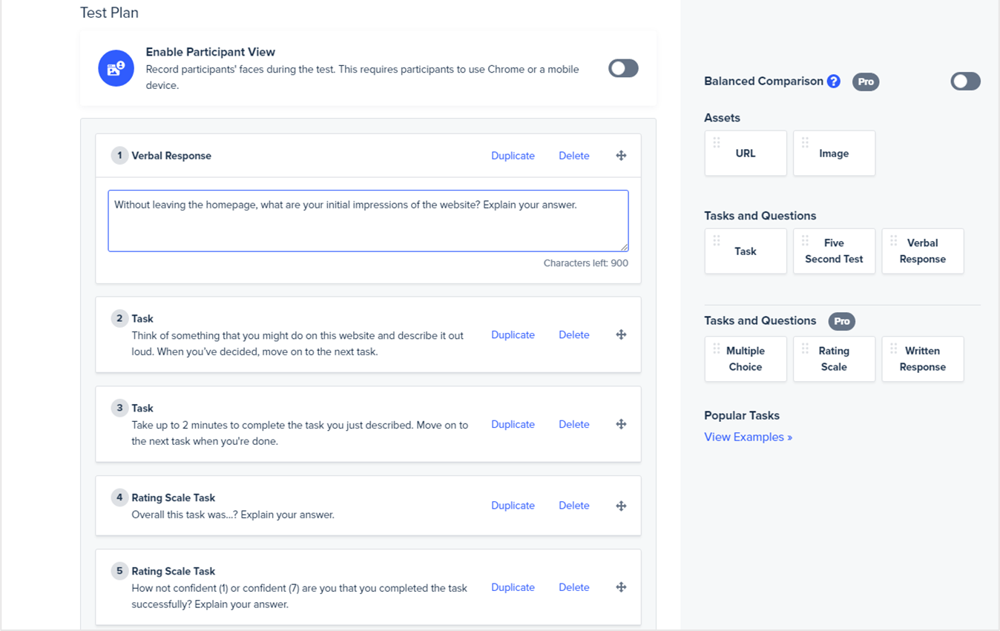 Test Plan
Enable Participant View
Record participants' faces during the test. This requires participants to use Chrome or a mobile
device.
1 Verbal Response Duplicate Delete
Without leaving the homepage, what are your initial impressions of the website? Explain your answer.
Characters left: 900
2 Task
Think of something that you might do on this website and describe it out
loud. When you've decided, move on to the next task.
Duplicate Delete
3 Task
Take up to 2 minutes to complete the task you just described. Move on to
the next task when you're done.
Duplicate Delete
4 Rating Scale Task
Overall this task was...? Explain your answer.
Duplicate Delete
5 Rating Scale Task
How not confident (1) or confident (7) are you that you completed the task
successfully? Explain your answer.
Duplicate Delete
Balanced Comparison ? Pro
Assets
URL
Image
Tasks and Questions
Task
Five
Second Test
Verbal
Response
Tasks and Questions Pro
Multiple
Choice
Rating
Scale
Written
Response
Popular Tasks
View Examples »